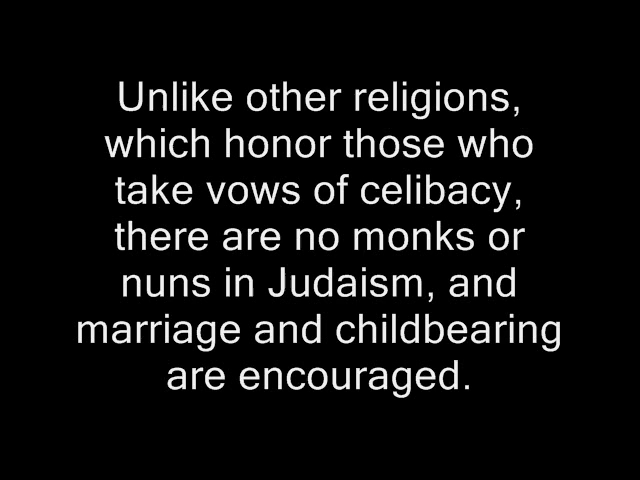 Unlike other religions,
which honor those who
take vows of celibacy,
there are no monks or
nuns in Judaism, and
marriage and childbearing
are encouraged.